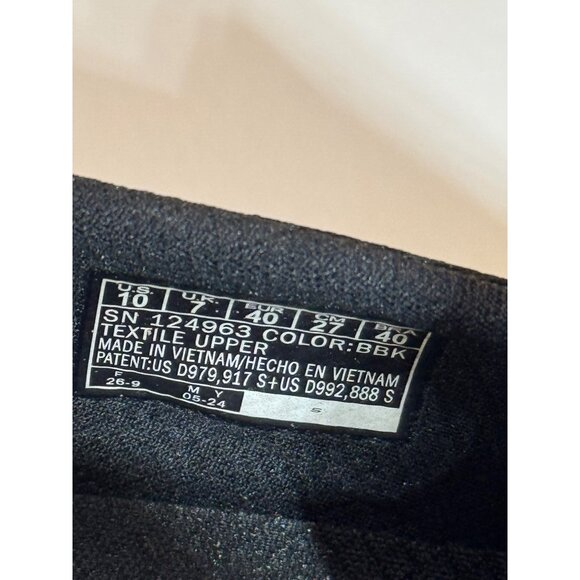 U.S. U.K. EUR CM BRA
10 7 40 27 40
SN 124963 COLOR:BBK
TEXTILE UPPER
MADE IN VIETNAM/HECHO EN VIETNAM
PATENT:US D979,917 S+US D992,888 S
F M Y
26-9 05-24 S